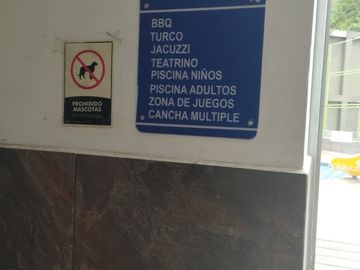 BBQ
TURCO
JACUZZI
TEATRINO
PISCINA NIÑOS
PISCINA ADULTOS
ZONA DE JUEGOS
CANCHA MULTIPLE
PROHIBIDO
MASCOTAS